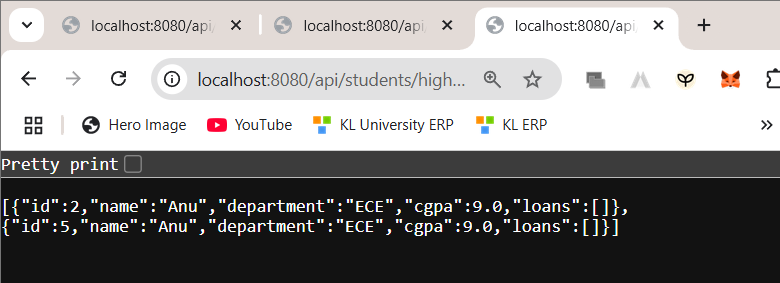 localhost:8080/api/
localhost:8080/api/
localhost:8080/api/
localhost:8080/api/students/high...
Hero Image
YouTube
KL University ERP
KL ERP
Pretty print
[{"id":2,"name":"Anu","department":"ECE","cgpa":9.0,"loans":[]},
{"id":5,"name":"Anu","department":"ECE","cgpa":9.0,"loans":[]}]